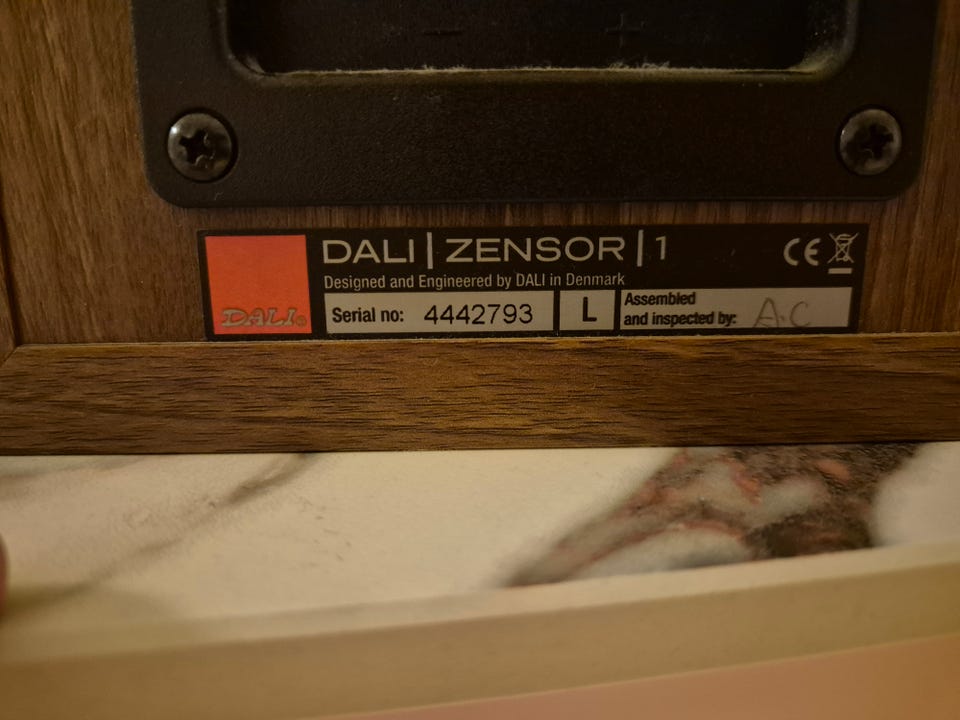 − +
DALI | ZENSOR | 1
CE
Designed and Engineered by DALI in Denmark
DALI®
Serial no: 4442793
L
Assembled
and inspected by: A.C